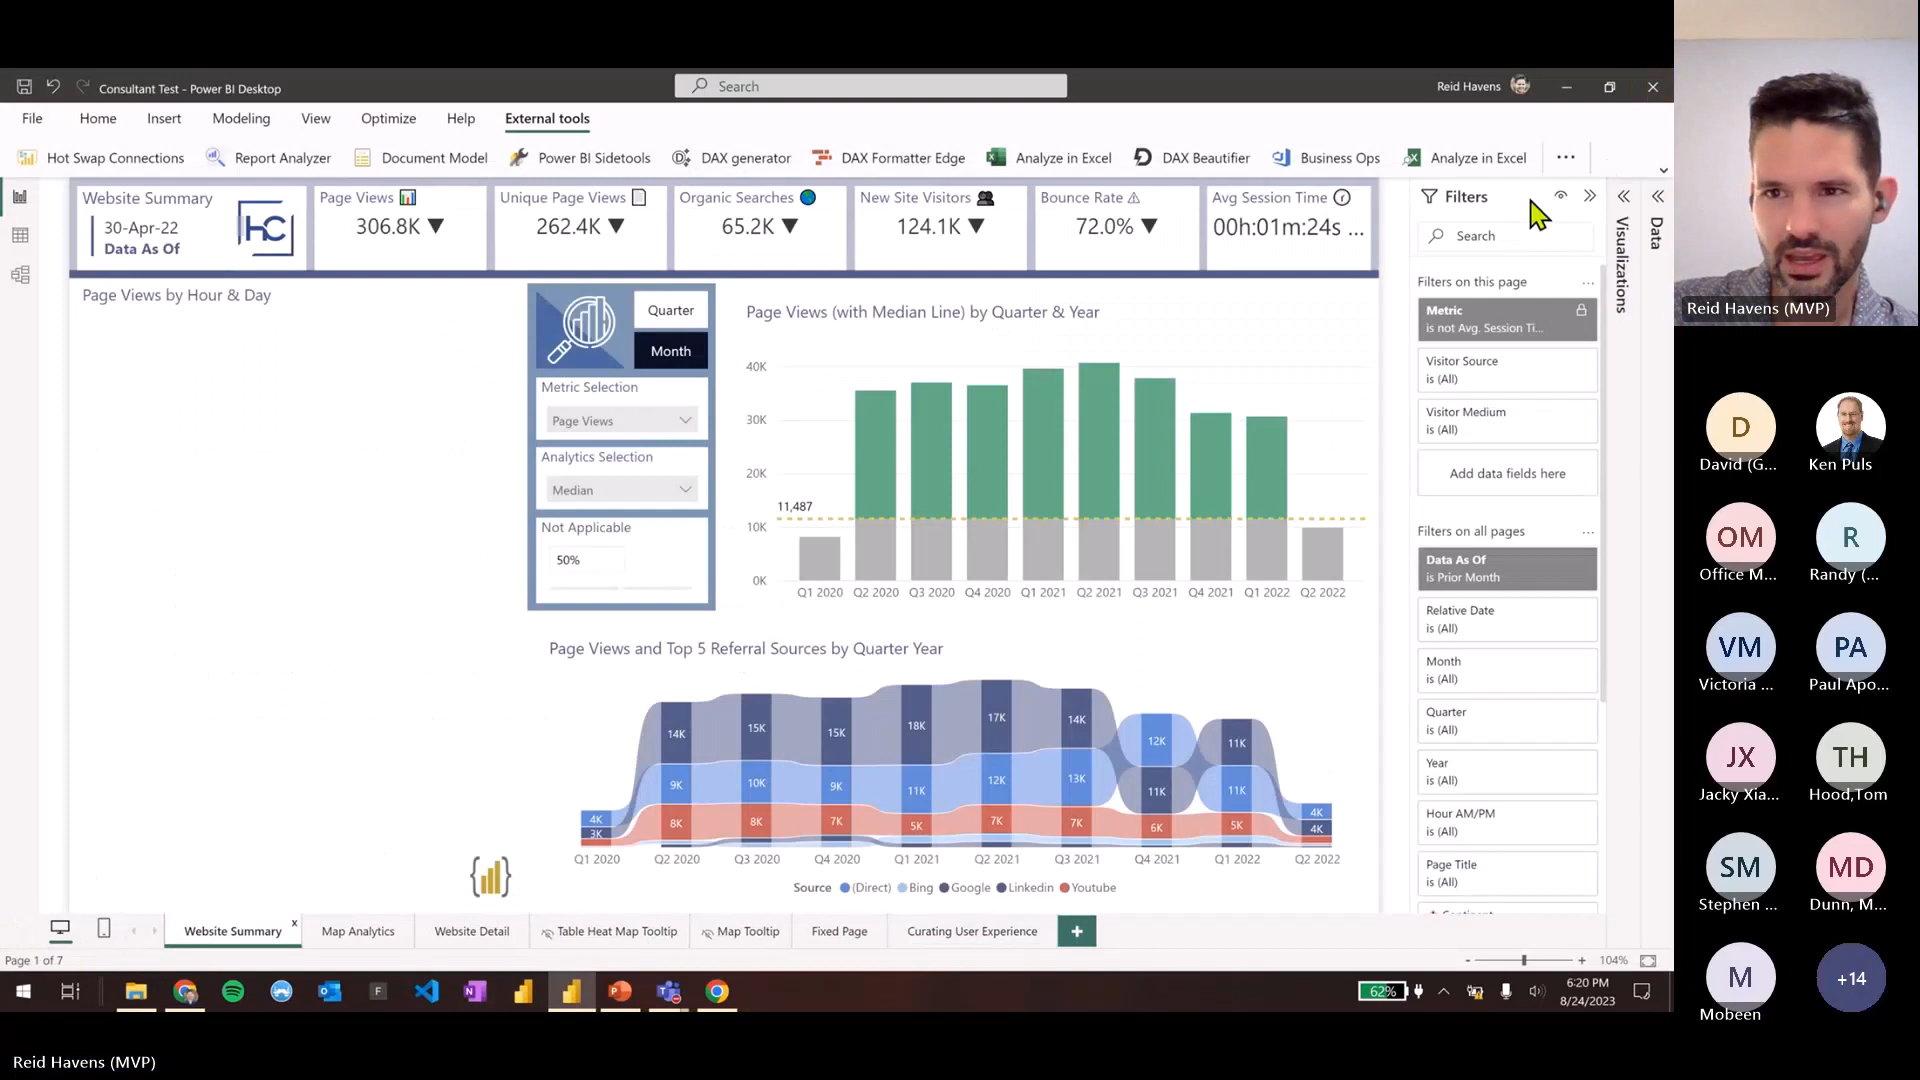 Consultant Test - Power BI Desktop
Search
Reid Havens
File Home Insert Modeling View Optimize Help External tools
Hot Swap Connections Report Analyzer Document Model Power BI Sidetools DAX generator DAX Formatter Edge Analyze in Excel DAX Beautifier Business Ops Analyze in Excel ...
Website Summary
30-Apr-22
Data As Of
HC
Page Views
306.8K ▼
Unique Page Views
262.4K ▼
Organic Searches
65.2K ▼
New Site Visitors
124.1K ▼
Bounce Rate
72.0% ▼
Avg Session Time
00h:01m:24s ...
Page Views by Hour & Day
Quarter
Month
Metric Selection
Page Views
Analytics Selection
Median
Not Applicable
50%
Page Views (with Median Line) by Quarter & Year
40K
30K
20K
10K
0K
11,487
Q1 2020 Q2 2020 Q3 2020 Q4 2020 Q1 2021 Q2 2021 Q3 2021 Q4 2021 Q1 2022 Q2 2022
Page Views and Top 5 Referral Sources by Quarter Year
14K 15K 15K 18K 17K 14K 12K 11K
9K 10K 9K 11K 12K 13K 11K 11K
4K 8K 8K 7K 5K 7K 7K 6K 5K 4K
3K 4K
Q1 2020 Q2 2020 Q3 2020 Q4 2020 Q1 2021 Q2 2021 Q3 2021 Q4 2021 Q1 2022 Q2 2022
Source (Direct) Bing Google Linkedin Youtube
Filters
Search
Filters on this page ...
Metric
is not Avg. Session Ti...
Visitor Source
is (All)
Visitor Medium
is (All)
Add data fields here
Filters on all pages ...
Data As Of
is Prior Month
Relative Date
is (All)
Month
is (All)
Quarter
is (All)
Year
is (All)
Hour AM/PM
is (All)
Page Title
is (All)
Visualizations
Data
Website Summary x Map Analytics Website Detail Table Heat Map Tooltip Map Tooltip Fixed Page Curating User Experience +
Page 1 of 7
- + 104%
62%
6:20 PM
8/24/2023
Reid Havens (MVP)
D
David (G...
Ken Puls
OM
Office M...
R
Randy (...
VM
Victoria ...
PA
Paul Apo...
JX
Jacky Xia...
TH
Hood,Tom
SM
Stephen ...
MD
Dunn, M...
M
Mobeen
+14
Reid Havens (MVP)